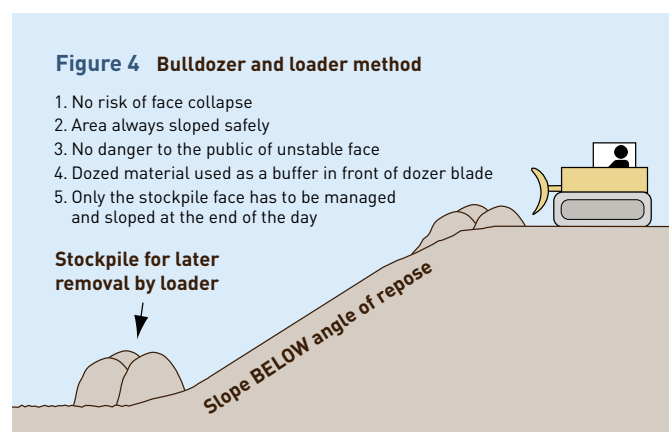 Figure 4 Bulldozer and loader method
1. No risk of face collapse
2. Area always sloped safely
3. No danger to the public of unstable face
4. Dozed material used as a buffer in front of dozer blade
5. Only the stockpile face has to be managed
and sloped at the end of the day
Stockpile for later
removal by loader
Slope BELOW angle of repose